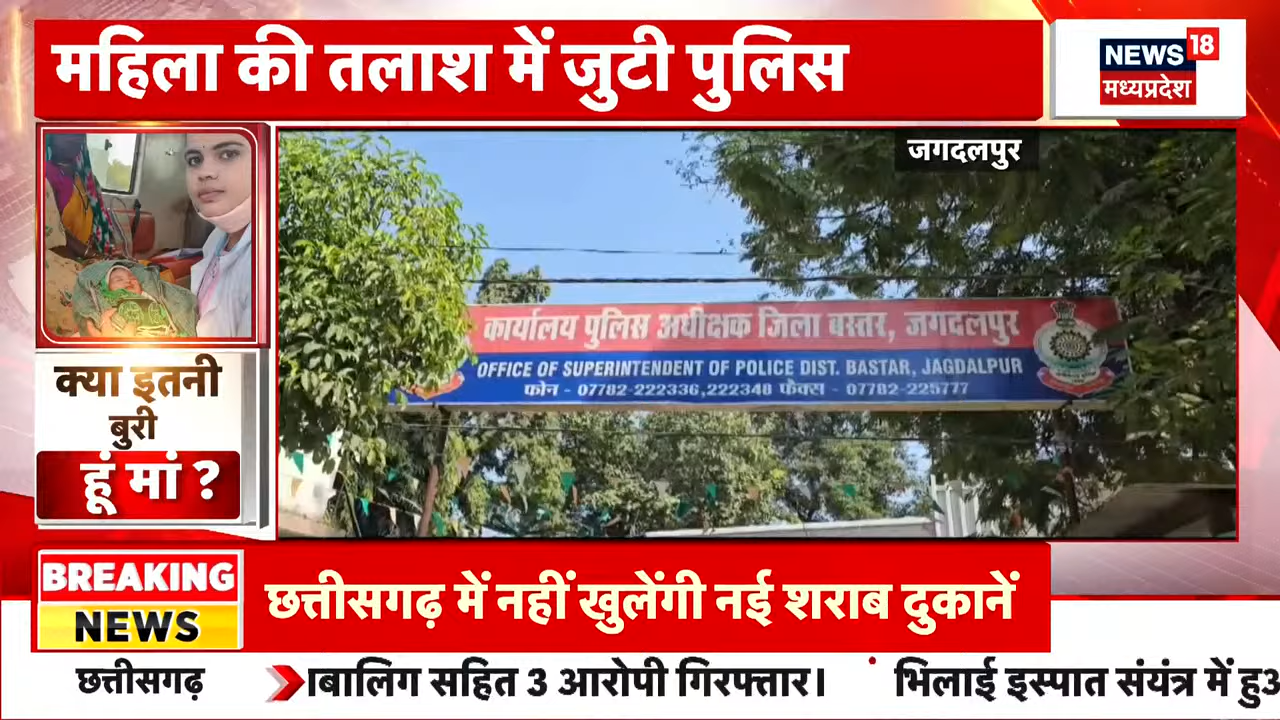 महिला की तलाश में जुटी पुलिस
NEWS 18
मध्यप्रदेश
जगदलपुर
कार्यालय पुलिस अधीक्षक जिला बस्तर, जगदलपुर
OFFICE OF SUPERINTENDENT OF POLICE DIST. BASTAR, JAGDALPUR
फोन - 07782-222336,222348 फैक्स - 07782-225777
क्या इतनी
बुरी
हूं मां ?
BREAKING
NEWS
छत्तीसगढ़ में नहीं खुलेंगी नई शराब दुकानें
छत्तीसगढ़
ाबालिग सहित 3 आरोपी गिरफ्तार। भिलाई इस्पात संयंत्र में हुअ